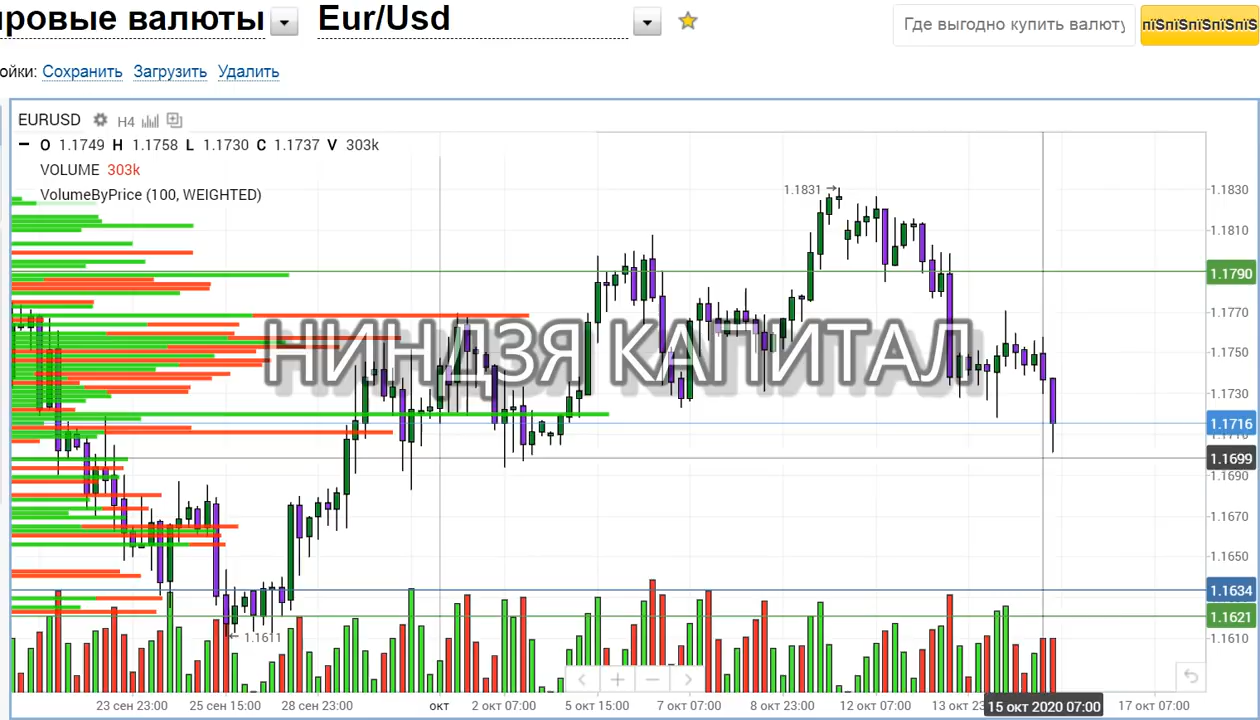 ировые валюты
Eur/Usd
Где выгодно купить валюту
пїЅпїЅпїЅпїЅпїЅ
ойки: Сохранить Загрузить Удалить
EURUSD H4
O 1.1749 H 1.1758 L 1.1730 C 1.1737 V 303k
VOLUME 303k
VolumeByPrice (100, WEIGHTED)
1.1831
1.1830
1.1810
1.1790
1.1770
НИНДЗЯ КАПИТАЛ
1.1750
1.1730
1.1716
1.1710
1.1699
1.1690
1.1670
1.1650
1.1634
1.1621
1.1611
1.1610
23 сен 23:00 25 сен 15:00 28 сен 23:00 окт 2 окт 07:00 5 окт 15:00 7 окт 07:00 8 окт 23:00 12 окт 07:00 13 окт 23 15 окт 2020 07:00 17 окт 07:00